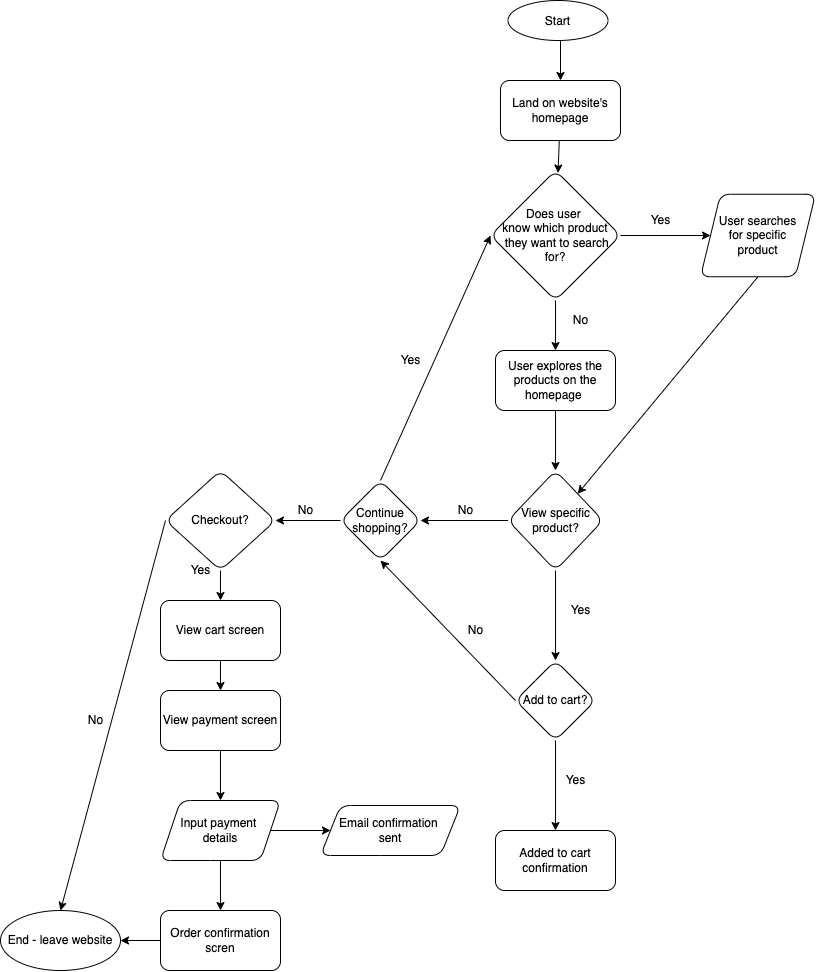 Start
Land on website's
homepage
Does user
know which product
they want to search
for?
Yes
User searches
for specific
product
No
User explores the
products on the
homepage
Yes
Checkout?
No
Continue
shopping?
No
View specific
product?
Yes
View cart screen
Yes
No
Add to cart?
No
View payment screen
Yes
Input payment
details
Email confirmation
sent
Added to cart
confirmation
Order confirmation
scren
End - leave website